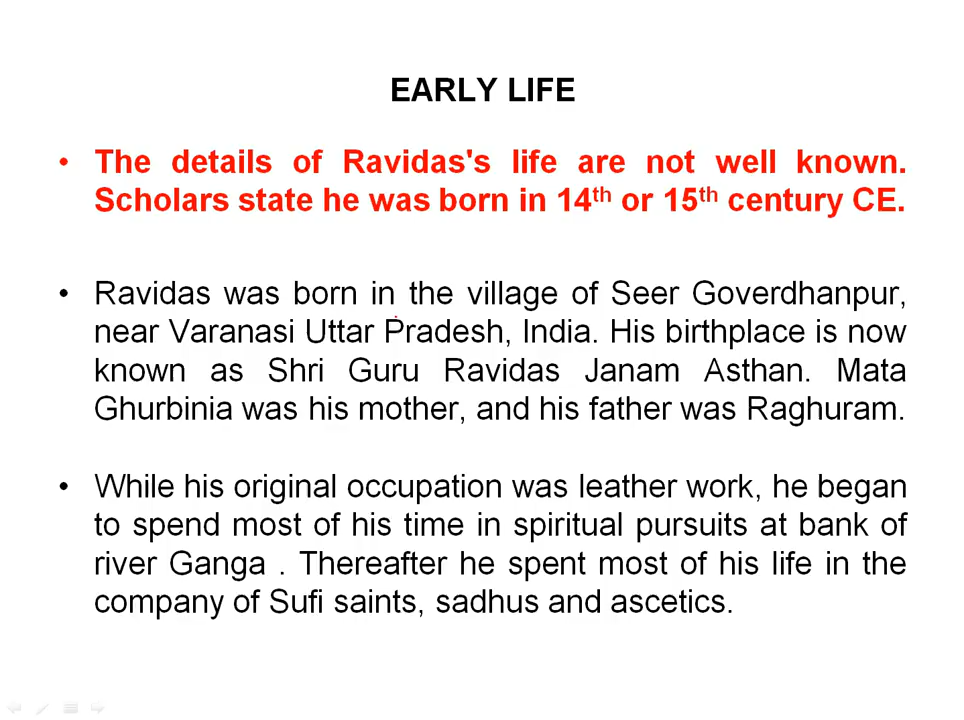 EARLY LIFE
• The details of Ravidas's life are not well known.
Scholars state he was born in 14th or 15th century CE.
• Ravidas was born in the village of Seer Goverdhanpur,
near Varanasi Uttar Pradesh, India. His birthplace is now
known as Shri Guru Ravidas Janam Asthan. Mata
Ghurbinia was his mother, and his father was Raghuram.
• While his original occupation was leather work, he began
to spend most of his time in spiritual pursuits at bank of
river Ganga . Thereafter he spent most of his life in the
company of Sufi saints, sadhus and ascetics.